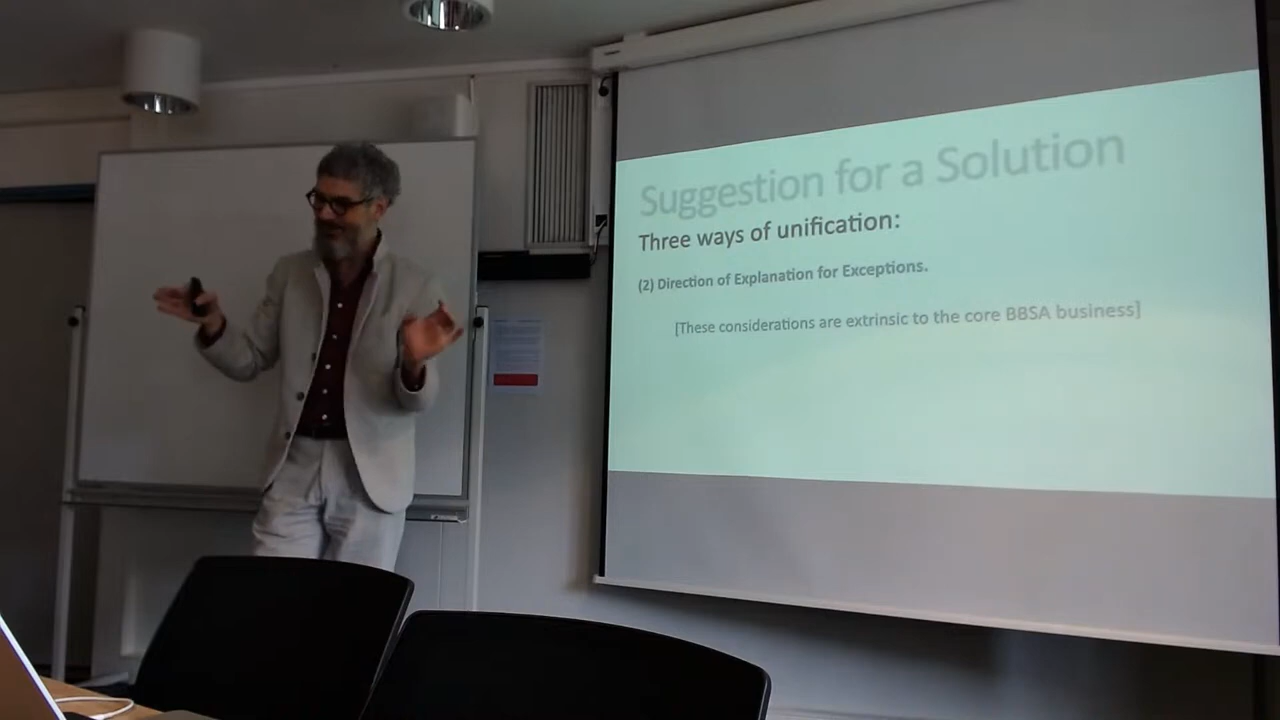 Suggestion for a Solution
Three ways of unification:
(2) Direction of Explanation for Exceptions.
[These considerations are extrinsic to the core BBSA business]